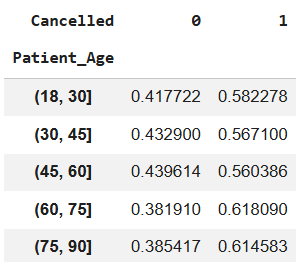 Cancelled 0 1
Patient_Age
(18, 30] 0.417722 0.582278
(30, 45] 0.432900 0.567100
(45, 60] 0.439614 0.560386
(60, 75] 0.381910 0.618090
(75, 90] 0.385417 0.614583